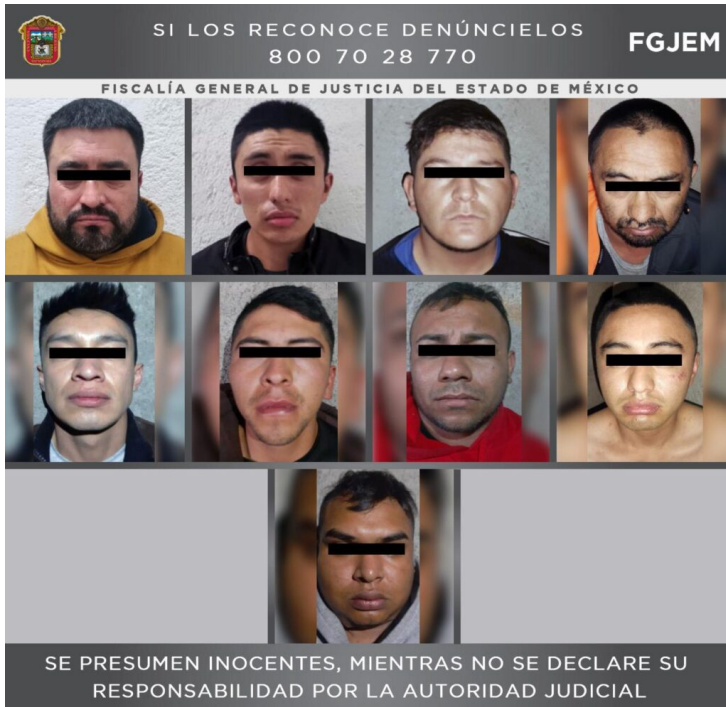 SI LOS RECONOCE DENÚNCIELOS
800 70 28 770
FGJEM
FISCALÍA GENERAL DE JUSTICIA DEL ESTADO DE MÉXICO
SE PRESUMEN INOCENTES, MIENTRAS NO SE DECLARE SU
RESPONSABILIDAD POR LA AUTORIDAD JUDICIAL